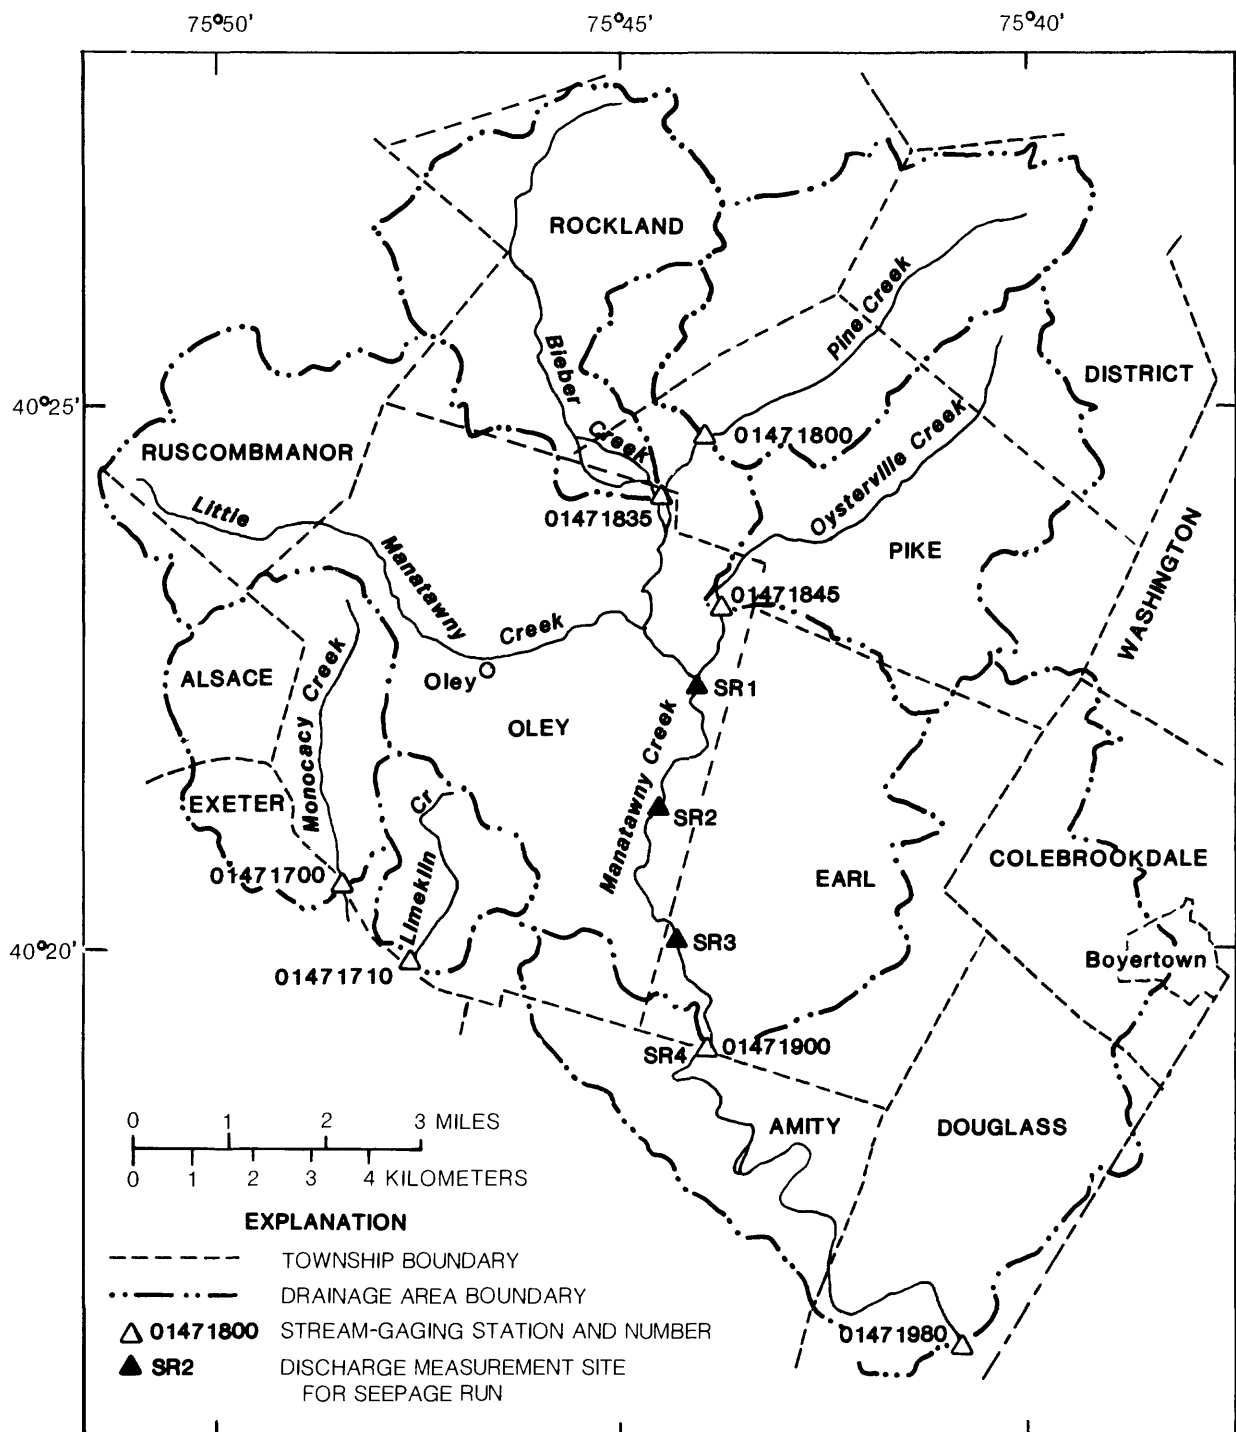 75°50' 75°45' 75°40'
ROCKLAND
Pine Creek
Bieber
Creek
DISTRICT
40°25'
01471800
RUSCOMBMANOR
Oysterville Creek
Little
01471835
Manatawny
PIKE
WASHINGTON
01471845
Creek
ALSACE
Monocacy Creek
Oley
SR1
OLEY
Manatawny Creek
EXETER
Limekiln
Cr
SR2
COLEBROOKDALE
01471700
EARL
40°20'
SR3
Boyertown
01471710
SR4
01471900
0 1 2 3 MILES
AMITY
DOUGLASS
0 1 2 3 4 KILOMETERS
EXPLANATION
TOWNSHIP BOUNDARY
DRAINAGE AREA BOUNDARY
01471800 STREAM-GAGING STATION AND NUMBER
01471980
SR2 DISCHARGE MEASUREMENT SITE
FOR SEEPAGE RUN